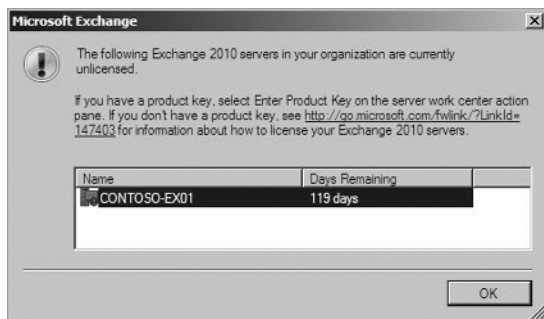 Microsoft Exchange
The following Exchange 2010 servers in your organization are currently
unlicensed.
If you have a product key, select Enter Product Key on the server work center action
pane. If you don't have a product key, see http://go.microsoft.com/fwlink/?LinkId=
147403 for information about how to license your Exchange 2010 servers.
Name Days Remaining
CONTOSO-EX01 119 days
OK